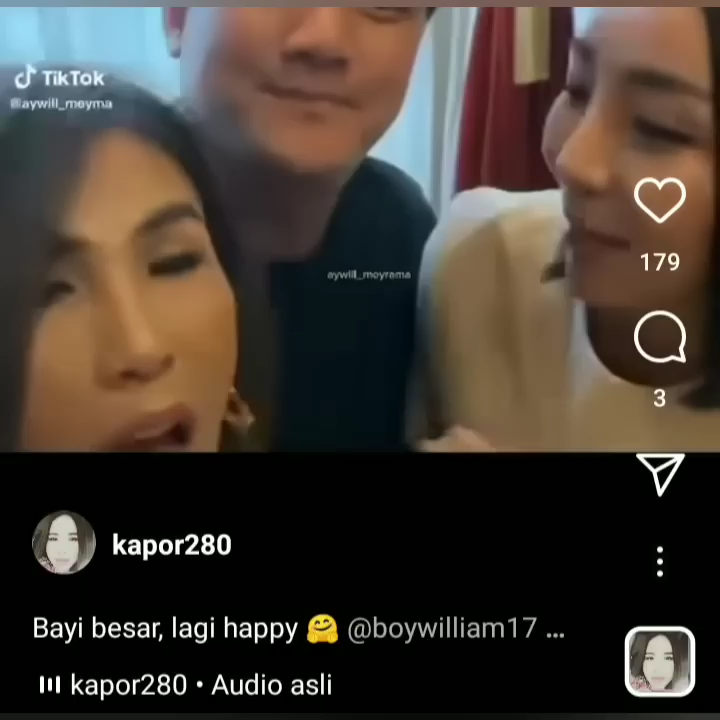 TikTok
@aywill_meyma
aywill_meyrama
179
3
kapor280
Bayi besar, lagi happy 🤗 @boywilliam17 ...
kapor280 • Audio asli